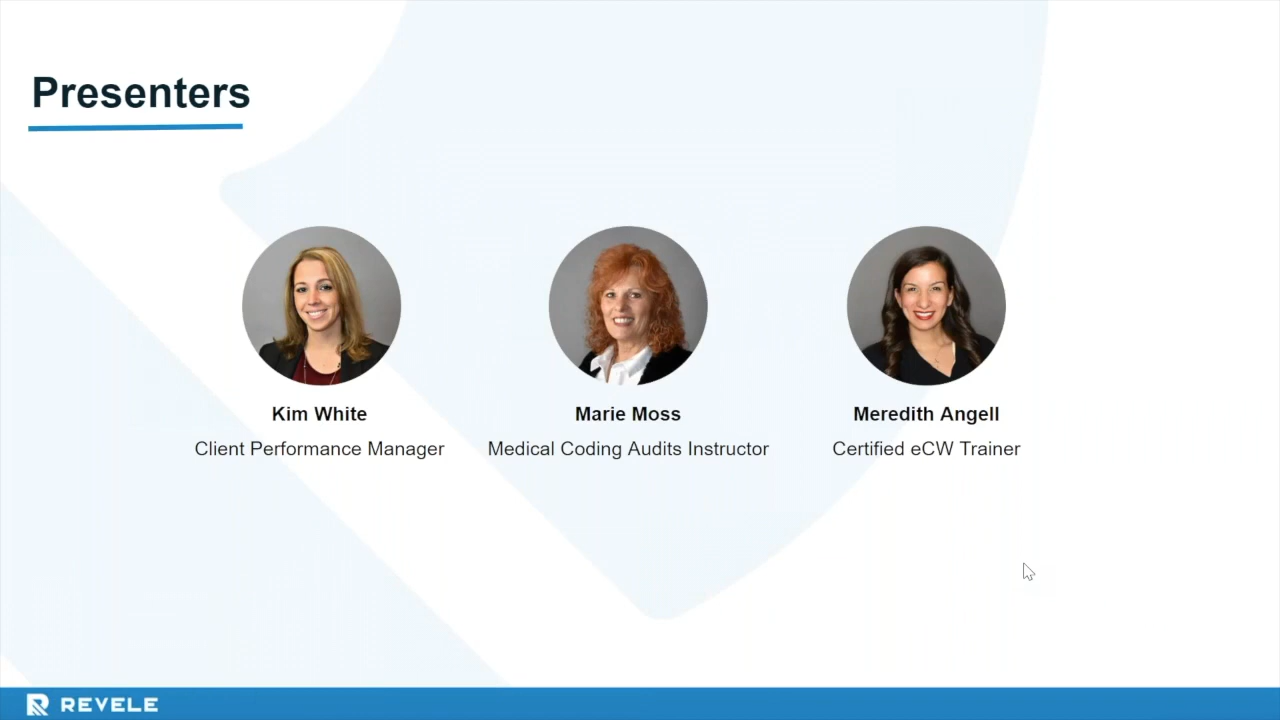 Presenters
Kim White
Marie Moss
Meredith Angell
Client Performance Manager
Medical Coding Audits Instructor
Certified eCW Trainer
REVELE